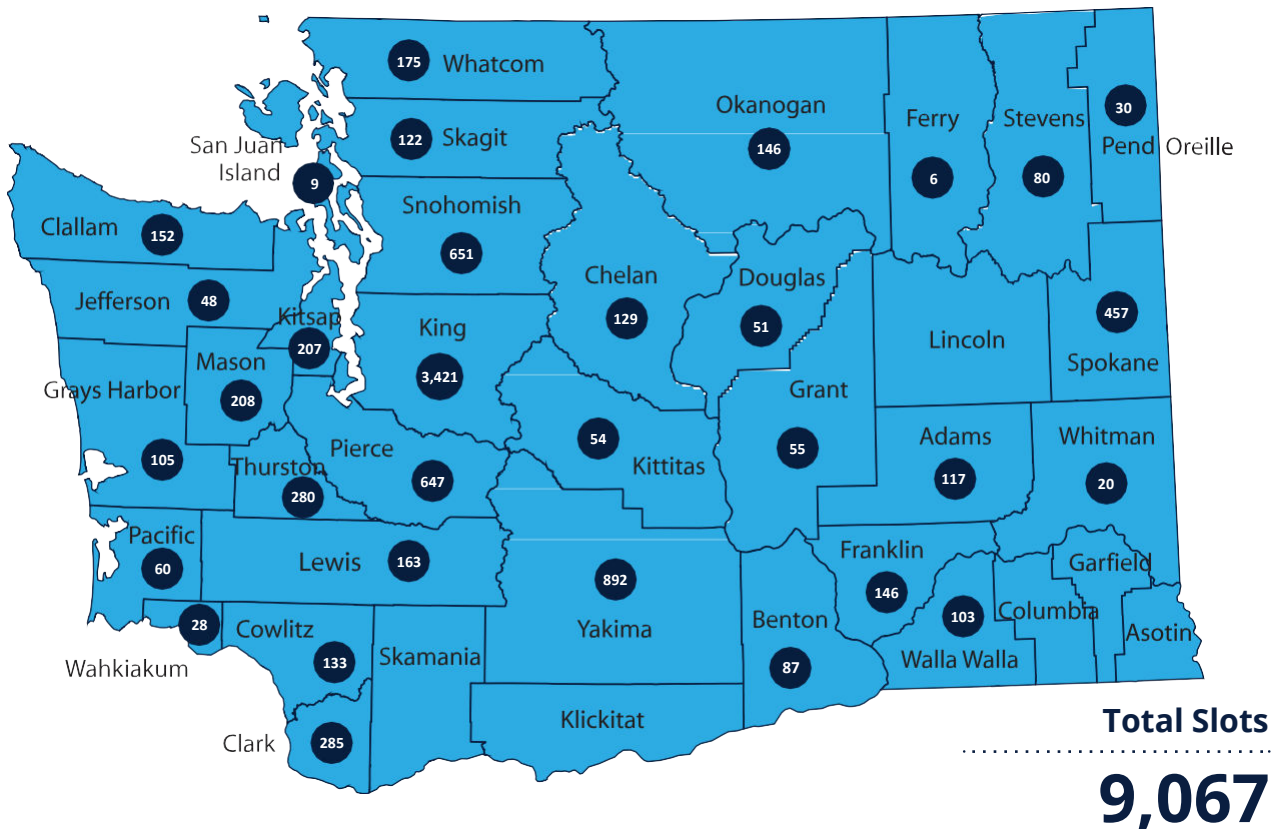 175 Whatcom
Okanogan
146
Ferry
6
Stevens
80
30
Pend Oreille
122 Skagit
San Juan
Island
9
Snohomish
651
Clallam
152
Chelan
129
Douglas
51
Jefferson
48
Kitsap
207
King
3,421
Lincoln
457
Spokane
Mason
208
Grays Harbor
105
Grant
55
Pierce
647
Thurston
280
54
Kittitas
Adams
117
Whitman
20
Pacific
60
Lewis
163
892
Yakima
Franklin
146
Garfield
28
Wahkiakum
Cowlitz
133
Skamania
Benton
87
103
Walla Walla
Columbia
Asotin
Klickitat
Clark
285
Total Slots
9,067